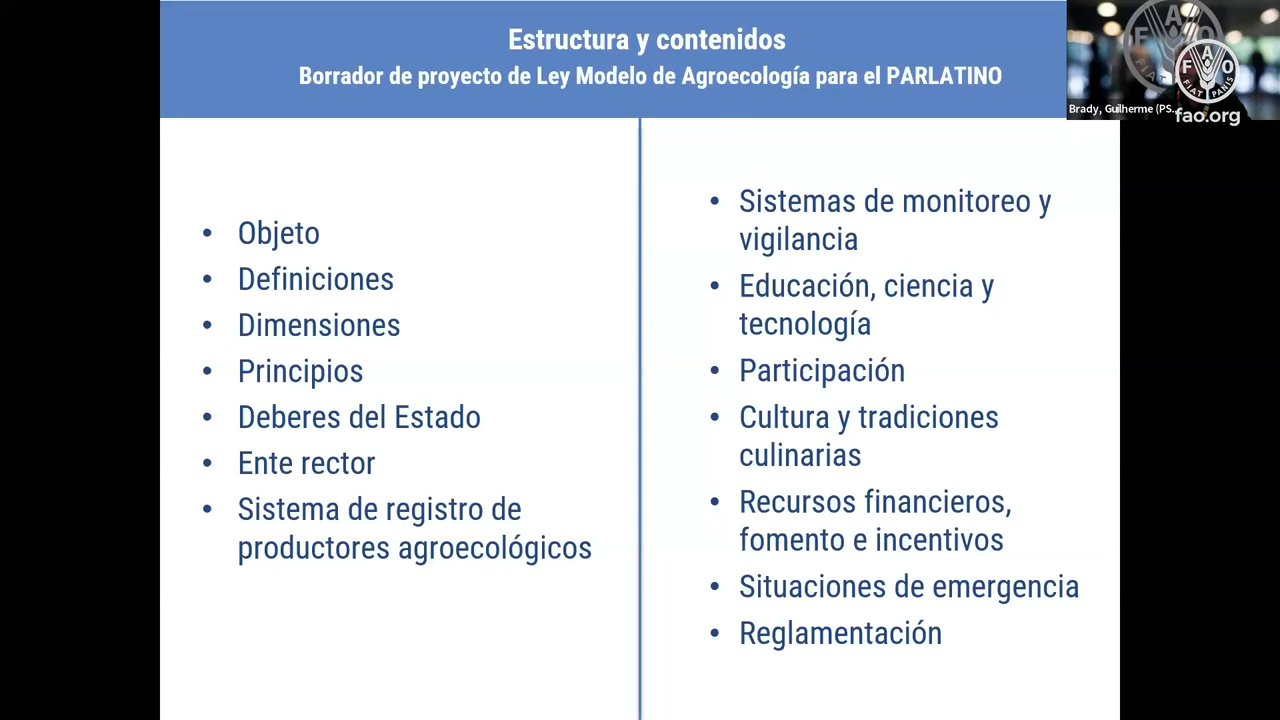 Estructura y contenidos
Borrador de proyecto de Ley Modelo de Agroecología para el PARLATINO
• Objeto
• Definiciones
• Dimensiones
• Principios
• Deberes del Estado
• Ente rector
• Sistema de registro de
productores agroecológicos
• Sistemas de monitoreo y
vigilancia
• Educación, ciencia y
tecnología
• Participación
• Cultura y tradiciones
culinarias
• Recursos financieros,
fomento e incentivos
• Situaciones de emergencia
• Reglamentación
F A O
F A O
FIAT PANIS
Brady, Guilherme (PS...
fao.org